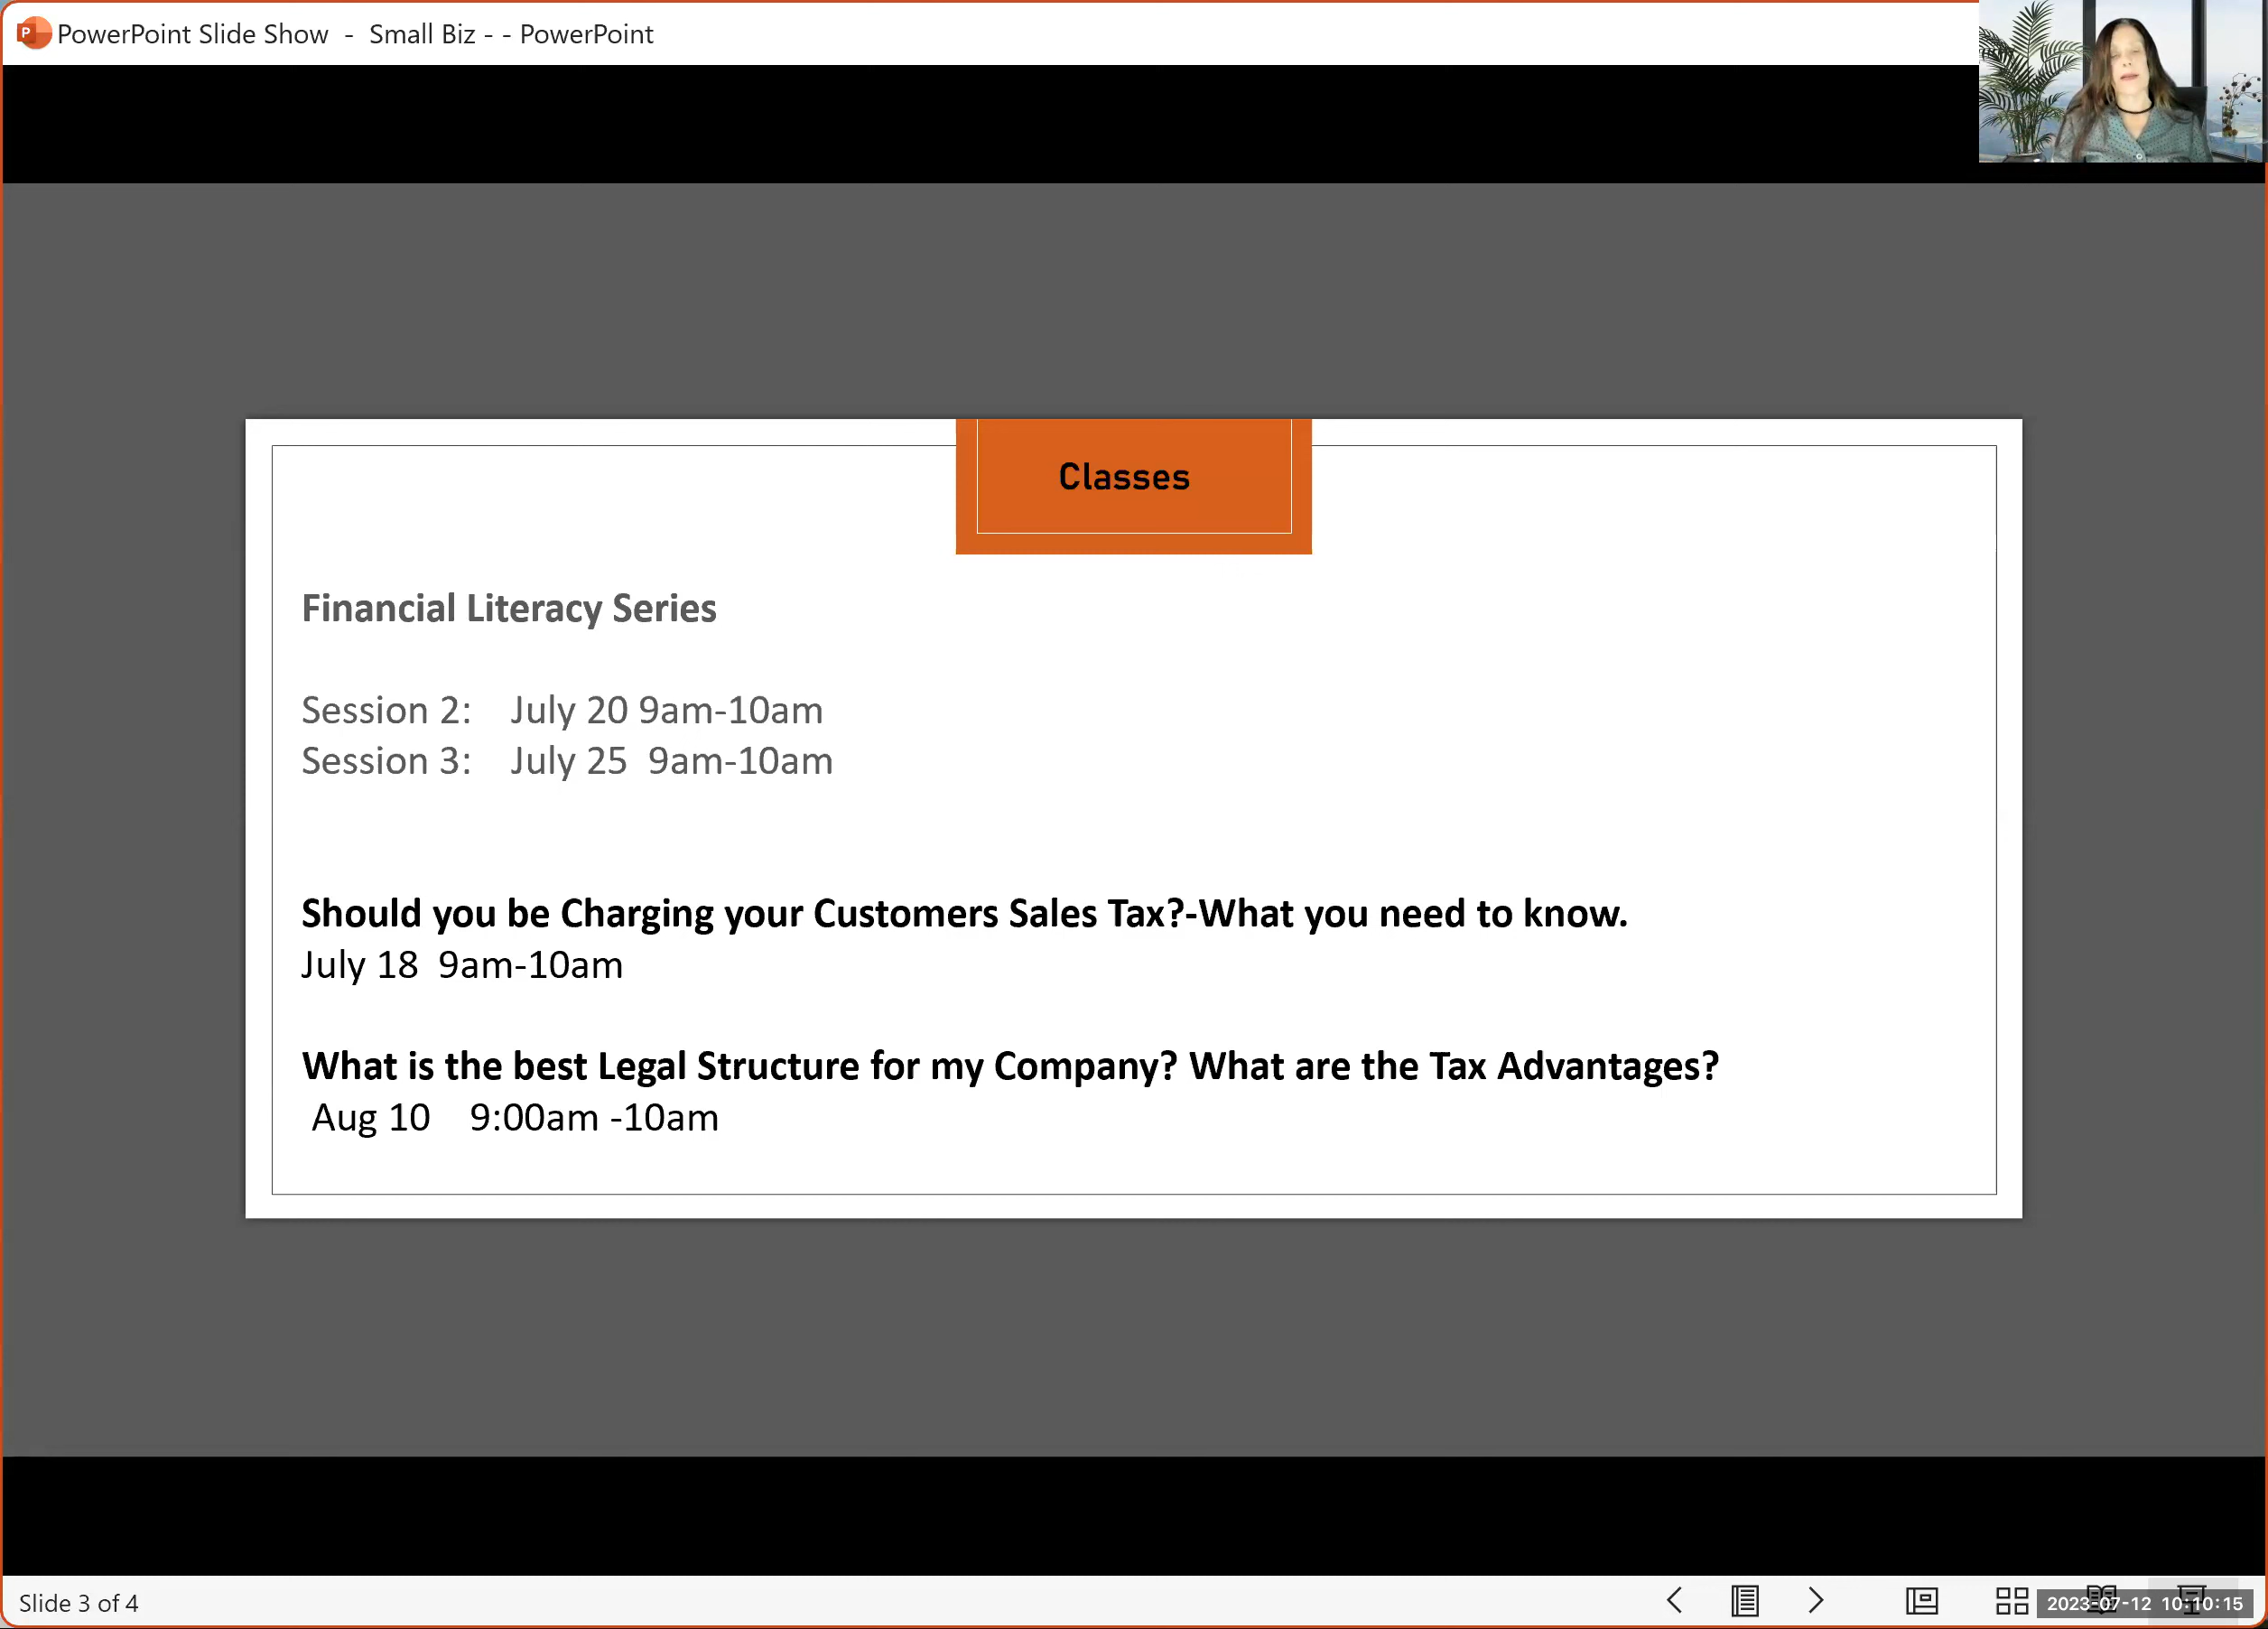 PowerPoint Slide Show - Small Biz - - PowerPoint
Classes
Financial Literacy Series
Session 2: July 20 9am-10am
Session 3: July 25 9am-10am
Should you be Charging your Customers Sales Tax?-What you need to know.
July 18 9am-10am
What is the best Legal Structure for my Company? What are the Tax Advantages?
Aug 10 9:00am -10am
Slide 3 of 4
2023-07-12 10:10:15